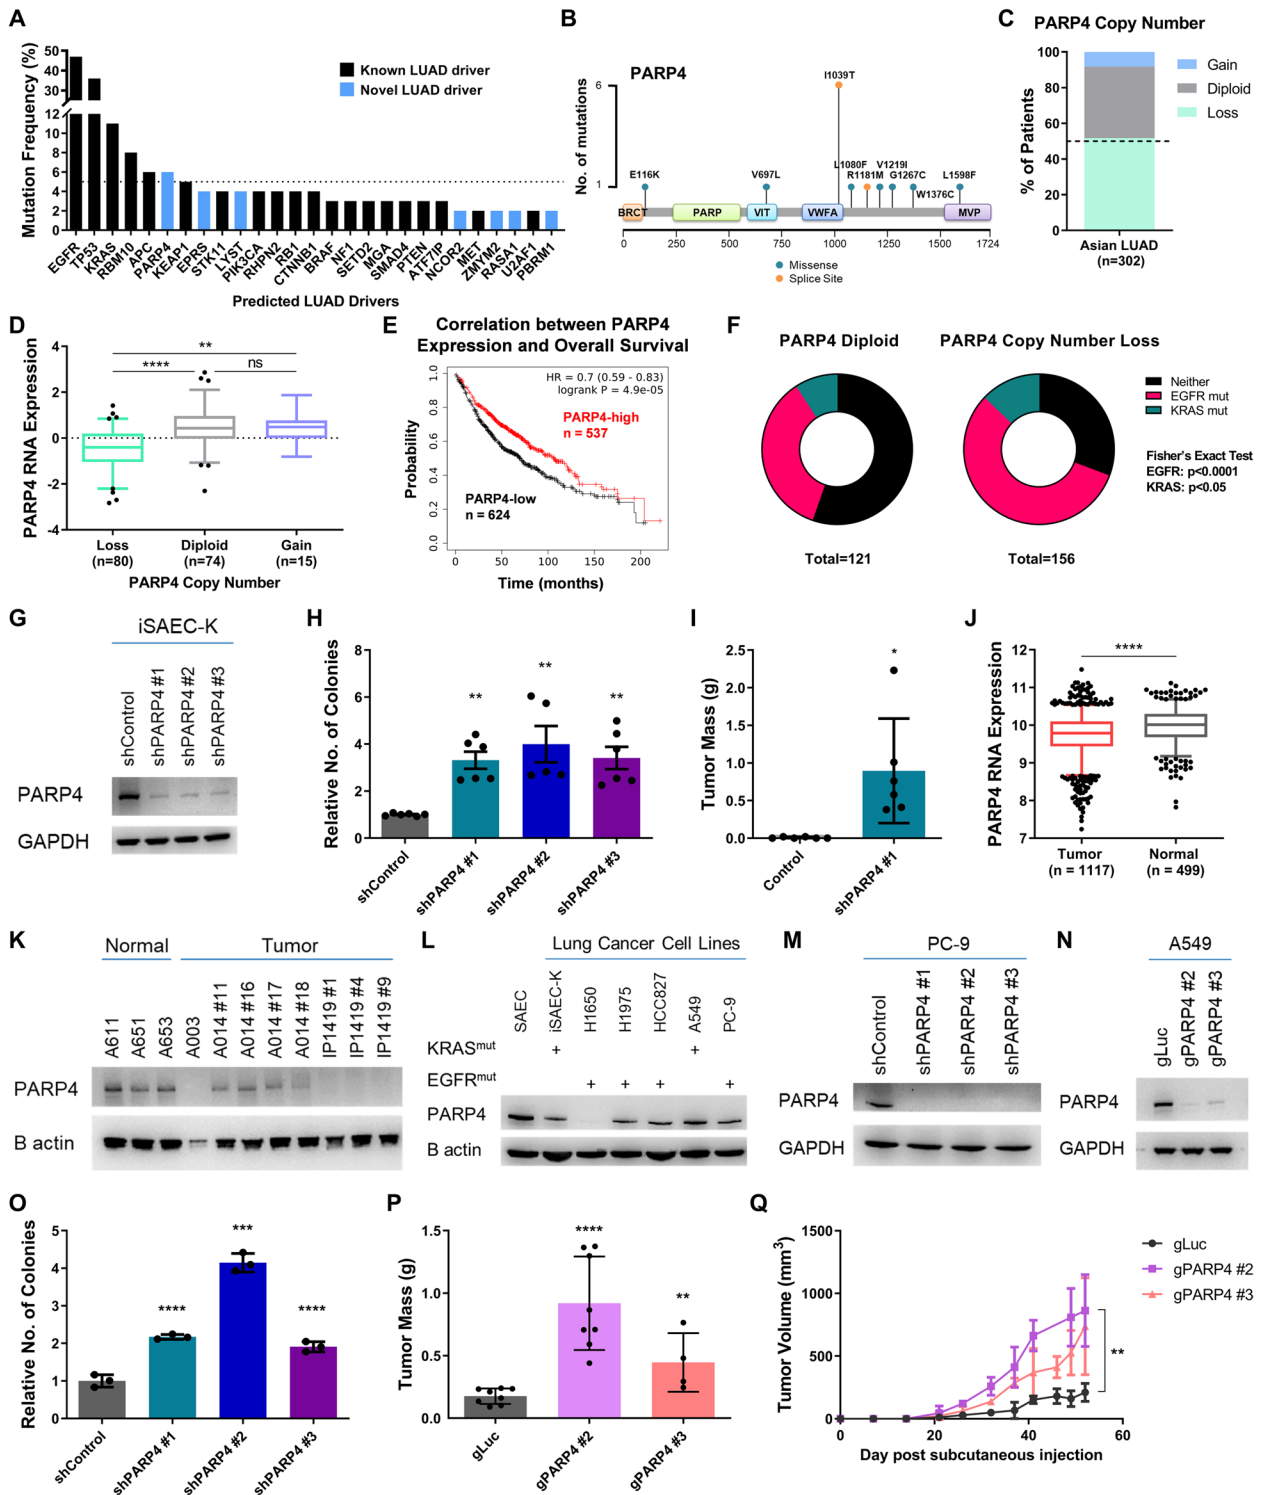 A
Mutation Frequency (%)
50
40
30
12
10
8
6
4
2
0
Known LUAD driver
Novel LUAD driver
EGFR
TP53
KRAS
RBM10
APC
PARP4
KEAP1
EPRS
STK11
LYST
PIK3CA
RHPN2
RB1
CTNNB1
BRAF
NF1
SETD2
MGA
SMAD4
PTEN
ATF7IP
NCOR2
MET
ZMYM2
RASA1
U2AF1
PBRM1
Predicted LUAD Drivers
B
PARP4
No. of mutations
6
1
I1039T
E116K
V697L
L1080F
V1219I
R1181M
G1267C
W1376C
L1598F
BRCT
PARP
VIT
VWFA
MVP
0
250
500
750
1000
1250
1500
1724
Missense
Splice Site
C
PARP4 Copy Number
% of Patients
100
80
60
40
20
0
Gain
Diploid
Loss
Asian LUAD
(n=302)
D
PARP4 RNA Expression
4
2
0
-2
-4
**
****
ns
Loss
(n=80)
Diploid
(n=74)
Gain
(n=15)
PARP4 Copy Number
E
Correlation between PARP4
Expression and Overall Survival
HR = 0.7 (0.59 - 0.83)
logrank P = 4.9e-05
PARP4-high
n = 537
PARP4-low
n = 624
Probability
1.0
0.8
0.6
0.4
0.2
0.0
0
50
100
150
200
Time (months)
F
PARP4 Diploid
PARP4 Copy Number Loss
Neither
EGFR mut
KRAS mut
Fisher's Exact Test
EGFR: p<0.0001
KRAS: p<0.05
Total=121
Total=156
G
iSAEC-K
shControl
shPARP4 #1
shPARP4 #2
shPARP4 #3
PARP4
GAPDH
H
Relative No. of Colonies
8
6
4
2
0
**
**
**
shControl
shPARP4 #1
shPARP4 #2
shPARP4 #3
I
Tumor Mass (g)
2.5
2.0
1.5
1.0
0.5
0.0
*
Control
shPARP4 #1
J
PARP4 RNA Expression
12
11
10
9
8
7
****
Tumor
(n = 1117)
Normal
(n = 499)
K
Normal
Tumor
A611
A651
A653
A003
A014 #11
A014 #16
A014 #17
A014 #18
IP1419 #1
IP1419 #4
IP1419 #9
PARP4
B actin
L
Lung Cancer Cell Lines
SAEC
iSAEC-K
H1650
H1975
HCC827
A549
PC-9
KRASmut
+ +
EGFRmut
+ + + +
PARP4
B actin
M
PC-9
shControl
shPARP4 #1
shPARP4 #2
shPARP4 #3
PARP4
GAPDH
N
A549
gLuc
gPARP4 #2
gPARP4 #3
PARP4
GAPDH
O
Relative No. of Colonies
5
4
3
2
1
0
****
***
****
shControl
shPARP4 #1
shPARP4 #2
shPARP4 #3
P
Tumor Mass (g)
1.5
1.0
0.5
0.0
****
**
gLuc
gPARP4 #2
gPARP4 #3
Q
Tumor Volume (mm3)
1500
1000
500
0
gLuc
gPARP4 #2
gPARP4 #3
**
0
20
40
60
Day post subcutaneous injection